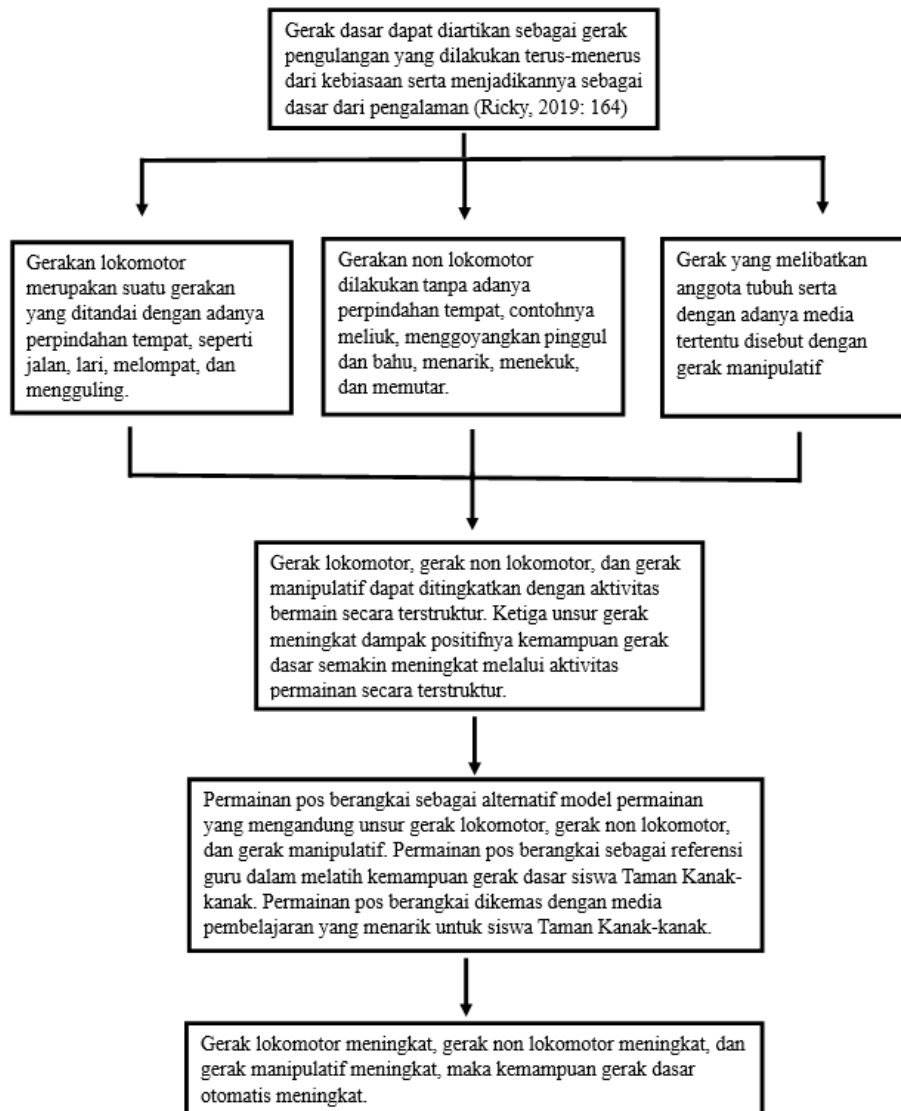 Gerak dasar dapat diartikan sebagai gerak
pengulangan yang dilakukan terus-menerus
dari kebiasaan serta menjadikannya sebagai
dasar dari pengalaman (Ricky, 2019: 164)
Gerakan lokomotor
merupakan suatu gerakan
yang ditandai dengan adanya
perpindahan tempat, seperti
jalan, lari, melompat, dan
mengguling.
Gerakan non lokomotor
dilakukan tanpa adanya
perpindahan tempat, contohnya
meliuk, menggoyangkan pinggul
dan bahu, menarik, menekuk,
dan memutar.
Gerak yang melibatkan
anggota tubuh serta
dengan adanya media
tertentu disebut dengan
gerak manipulatif
Gerak lokomotor, gerak non lokomotor, dan gerak
manipulatif dapat ditingkatkan dengan aktivitas
bermain secara terstruktur. Ketiga unsur gerak
meningkat dampak positifnya kemampuan gerak
dasar semakin meningkat melalui aktivitas
permainan secara terstruktur.
Permainan pos berangkai sebagai alternatif model permainan
yang mengandung unsur gerak lokomotor, gerak non lokomotor,
dan gerak manipulatif. Permainan pos berangkai sebagai referensi
guru dalam melatih kemampuan gerak dasar siswa Taman Kanak-
kanak. Permainan pos berangkai dikemas dengan media
pembelajaran yang menarik untuk siswa Taman Kanak-kanak.
Gerak lokomotor meningkat, gerak non lokomotor meningkat, dan
gerak manipulatif meningkat, maka kemampuan gerak dasar
otomatis meningkat.